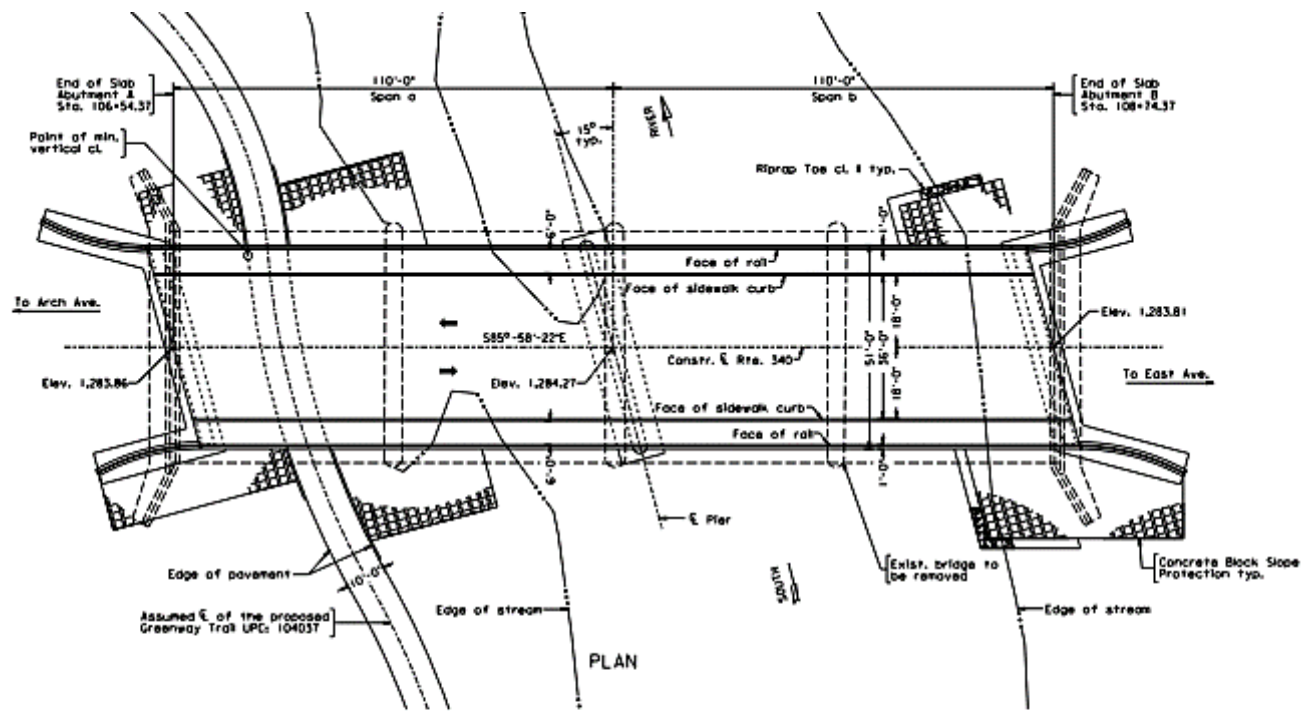 End of Slab
Abutment A
Sta. 106+54.37
110'-0"
Span a
110'-0"
Span b
End of Slab
Abutment B
Sta. 108+74.37
Point of min.
vertical cl.
15°
typ.
RIVER
Riprap Toe cl. II typ.
6'-0"
1'-0"
Face of rail
Face of sidewalk curb
To Arch Ave.
S85°-58'-22"E
Constr. ℄ Rte. 340
51'-0"
36'-0"
18'-0"
18'-0"
Elev. 1,283.81
Elev. 1,283.86
Elev. 1,284.27
To East Ave.
Face of sidewalk curb
Face of rail
6'-0"
1'-0"
℄ Pier
Edge of pavement
10'-0"
Exist. bridge to
be removed
Concrete Block Slope
Protection typ.
Assumed ℄ of the proposed
Greenway Trail UPC: 104037
Edge of stream
SOUTH
Edge of stream
PLAN